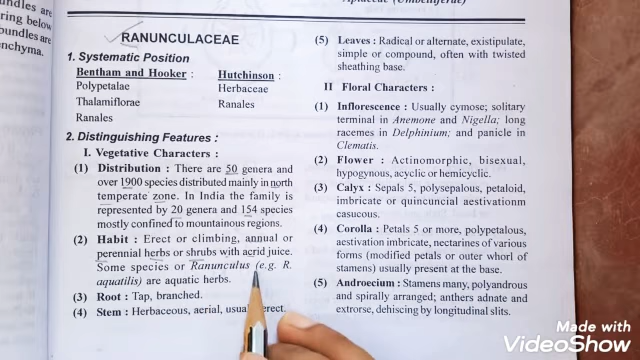 undles are
ring below
bundles are
nchyma.
Apiaceae (Umbelliferae)
RANUNCULACEAE
1. Systematic Position
Bentham and Hooker : Hutchinson :
Polypetalae Herbaceae
Thalamiflorae Ranales
Ranales
2. Distinguishing Features :
I. Vegetative Characters :
(1) Distribution : There are 50 genera and
over 1900 species distributed mainly in north
temperate zone. In India the family is
represented by 20 genera and 154 species
mostly confined to mountainous regions.
(2) Habit : Erect or climbing, annual or
perennial herbs or shrubs with acrid juice.
Some species or Ranunculus (e.g. R.
aquatilis) are aquatic herbs.
(3) Root : Tap, branched.
(4) Stem : Herbaceous, aerial, erect.
(5) Leaves : Radical or alternate, existipulate,
simple or compound, often with twisted
sheathing base.
II Floral Characters :
(1) Inflorescence : Usually cymose; solitary
terminal in Anemone and Nigella; long
racemes in Delphinium; and panicle in
Clematis.
(2) Flower : Actinomorphic, bisexual,
hypogynous, acyclic or hemicyclic.
(3) Calyx : Sepals 5, polysepalous, petaloid,
imbricate or quincuncial aestivationm
casucous.
(4) Corolla : Petals 5 or more, polypetalous,
aestivation imbricate, nectarines of various
forms (modified petals or outer whorl of
stamens) usually present at the base.
(5) Androecium : Stamens many, polyandrous
and spirally arranged; anthers adnate and
extrorse, dehiscing by longitudinal slits.
Made with
VideoShow